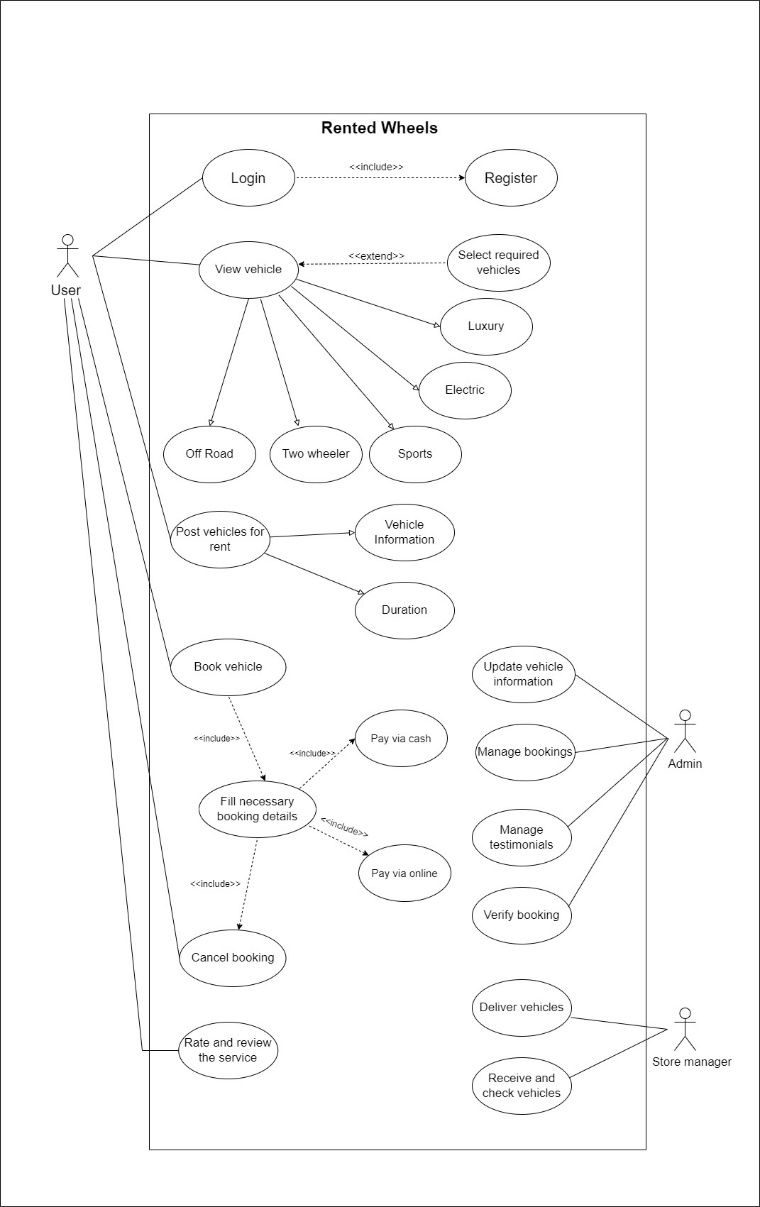 Rented Wheels
Login
<<include>>
Register
User
View vehicle
<<extend>>
Select required
vehicles
Luxury
Electric
Off Road
Two wheeler
Sports
Post vehicles for
rent
Vehicle
Information
Duration
Book vehicle
Update vehicle
information
<<include>>
Pay via cash
<<include>>
Manage bookings
Admin
Fill necessary
booking details
<<include>>
Manage
testimonials
Pay via online
<<include>>
Verify booking
Cancel booking
Deliver vehicles
Rate and review
the service
Store manager
Receive and
check vehicles